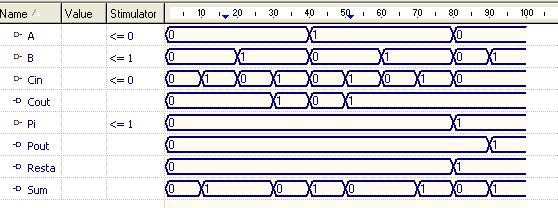 Name Value Stimulator 10 20 30 40 50 60 70 80 90 100
A <= 0 0 1 0
B <= 1 0 1 0 1 0 1
Cin <= 0 0 1 0 1 0 1 0 1 0
Cout 0 1 0 1
Pi <= 1 0 1
Pout 0 1
Resta 0 1
Sum 0 1 0 1 0 1 0 1